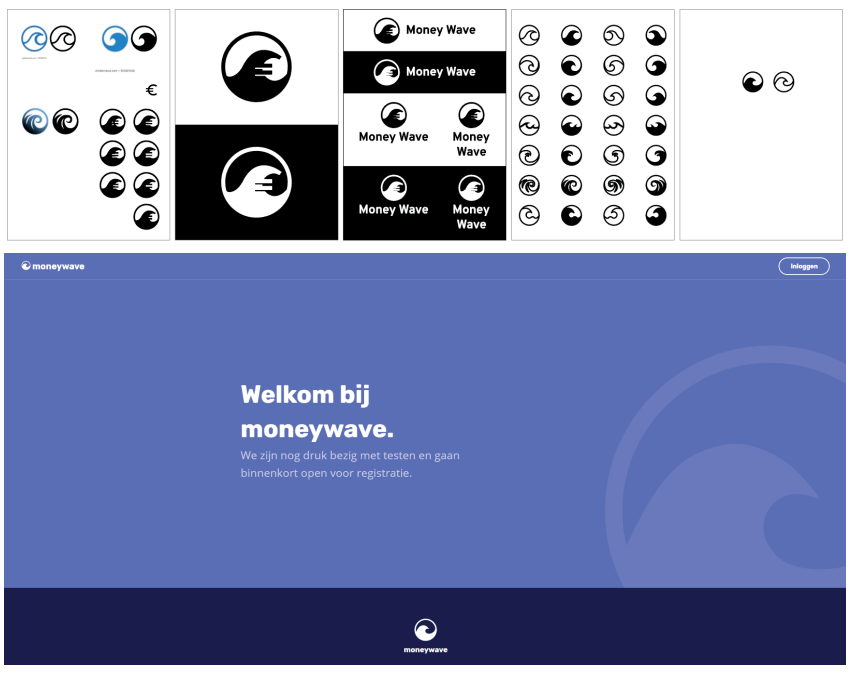 €
Money Wave
Money Wave
Money Wave
Money
Wave
Money Wave
Money
Wave
moneywave
Inloggen
Welkom bij
moneywave.
We zijn nog druk bezig met testen en gaan
binnenkort open voor registratie.
moneywave